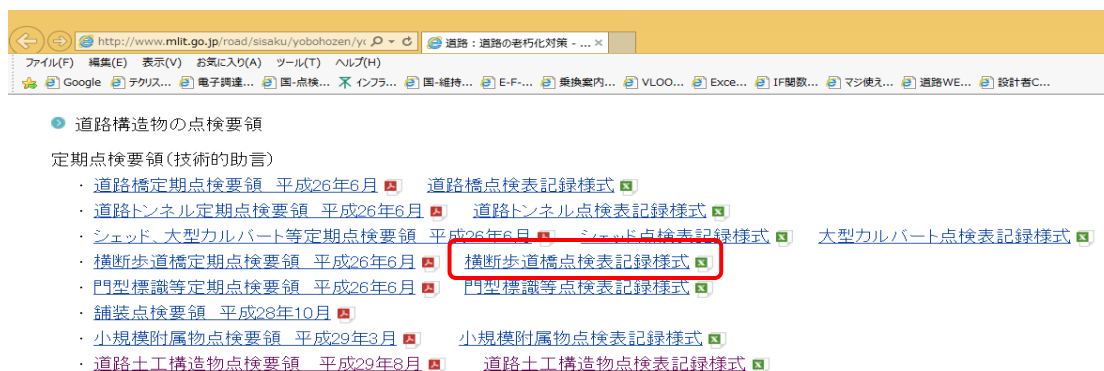 http://www.mlit.go.jp/road/sisaku/yobohozen/yc 道路：道路の老朽化対策 - ... ×
ファイル(F) 編集(E) 表示(V) お気に入り(A) ツール(T) ヘルプ(H)
Google テクリス... 電子調達... 国-点検... インフラ... 国-維持... E-F-... 乗換案内... VLOO... Exce... IF関数... マジ使え... 道路WE... 設計者C...
道路構造物の点検要領
定期点検要領(技術的助言)
・ 道路橋定期点検要領 平成26年6月 道路橋点検表記録様式
・ 道路トンネル定期点検要領 平成26年6月 道路トンネル点検表記録様式
・ シェッド、大型カルバート等定期点検要領 平成26年6月 シェッド点検表記録様式 大型カルバート点検表記録様式
・ 横断歩道橋定期点検要領 平成26年6月 横断歩道橋点検表記録様式
・ 門型標識等定期点検要領 平成26年6月 門型標識等点検表記録様式
・ 舗装点検要領 平成28年10月
・ 小規模附属物点検要領 平成29年3月 小規模附属物点検表記録様式
・ 道路土工構造物点検要領 平成29年8月 道路土工構造物点検表記録様式